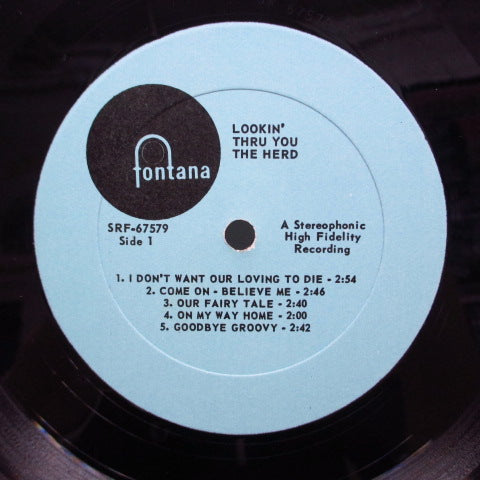 fontana
LOOKIN'
THRU YOU
THE HERD
SRF-67579
Side 1
A Stereophonic
High Fidelity
Recording
1. I DON'T WANT OUR LOVING TO DIE - 2:54
2. COME ON - BELIEVE ME - 2:46
3. OUR FAIRY TALE - 2:40
4. ON MY WAY HOME - 2:00
5. GOODBYE GROOVY - 2:42